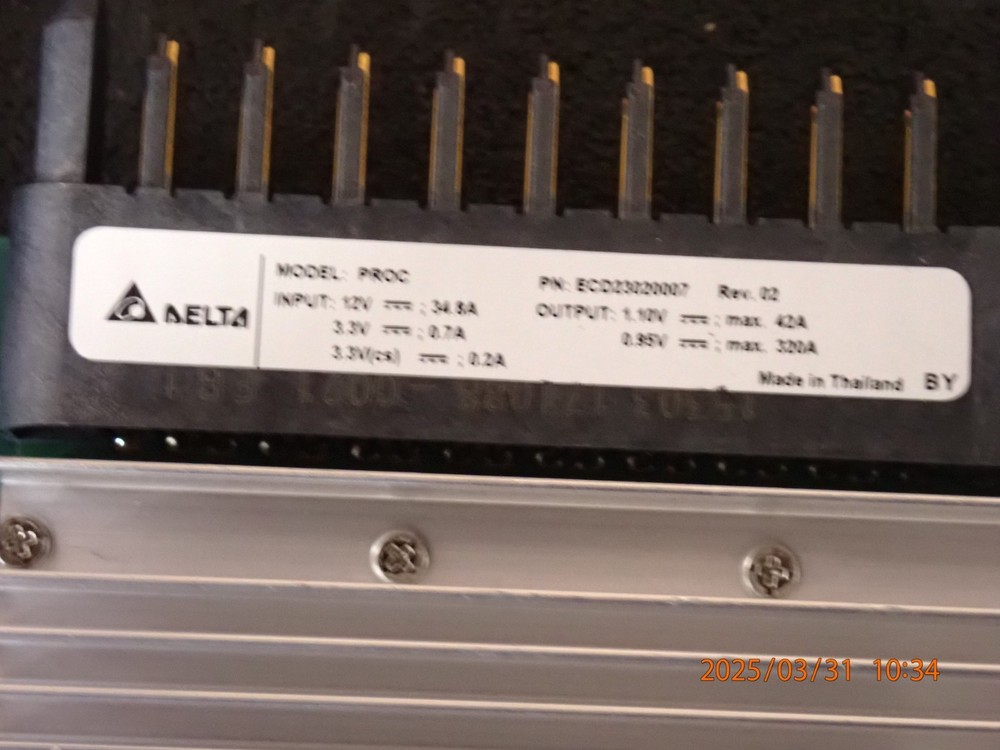 DELTA
MODEL: PROC
INPUT: 12V ⎓ ; 34.8A
3.3V ⎓ ; 0.7A
3.3V(cs) ⎓ ; 0.2A
PN: ECD23020007 Rev. 02
OUTPUT: 1.10V ⎓ ; max. 42A
0.95V ⎓ ; max. 320A
Made in Thailand BY
2025/03/31 10:34